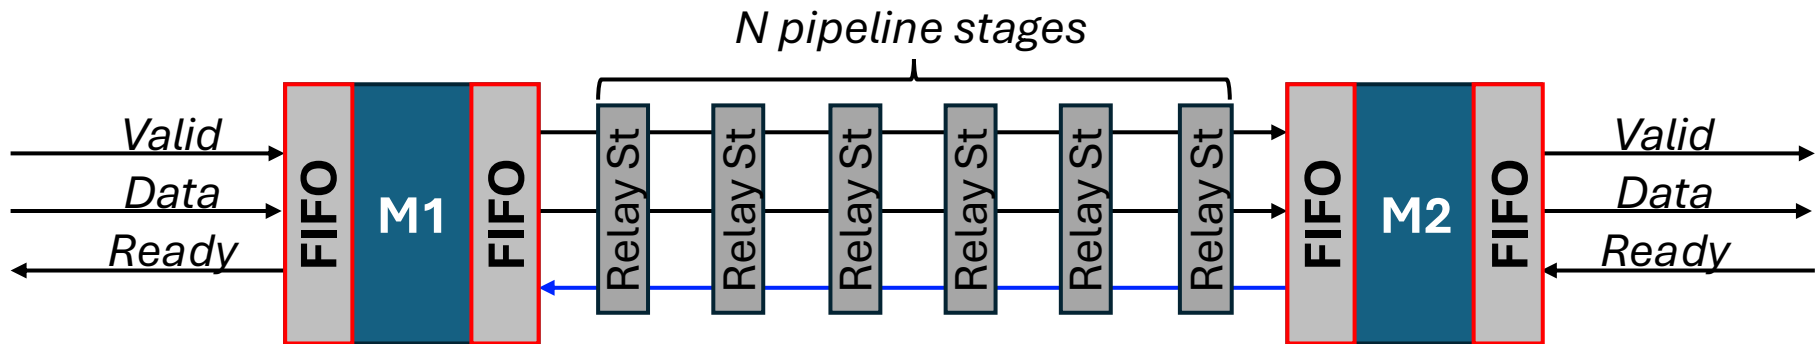 N pipeline stages
Valid
Data
Ready
FIFO
M1
FIFO
Relay St
Relay St
Relay St
Relay St
Relay St
Relay St
FIFO
M2
FIFO
Valid
Data
Ready